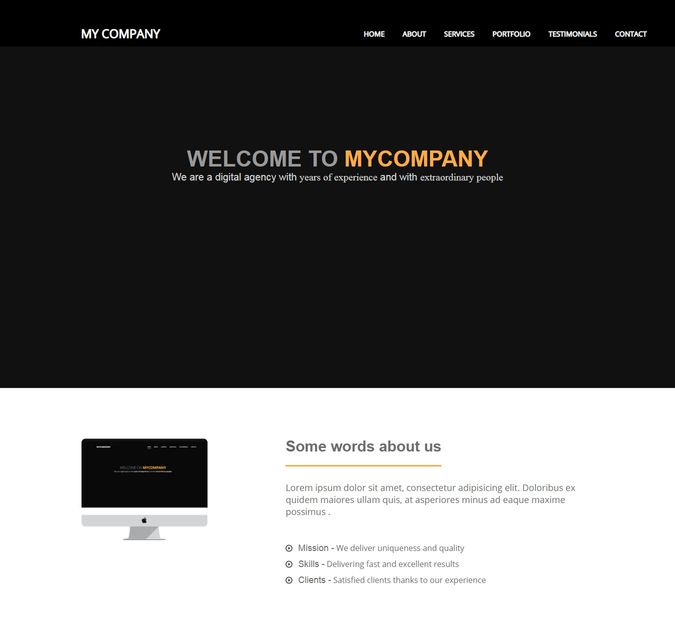 MY COMPANY
HOME ABOUT SERVICES PORTFOLIO TESTIMONIALS CONTACT
WELCOME TO MYCOMPANY
We are a digital agency with years of experience and with extraordinary people
WELCOME TO MYCOMPANY
Some words about us
Lorem ipsum dolor sit amet, consectetur adipisicing elit. Doloribus ex
quidem maiores ullam quis, at asperiores minus ad eaque maxime
possimus .
Mission - We deliver uniqueness and quality
Skills - Delivering fast and excellent results
Clients - Satisfied clients thanks to our experience